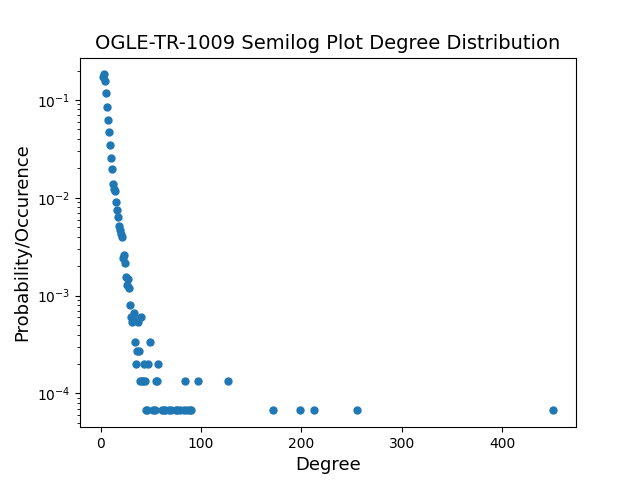 OGLE-TR-1009 Semilog Plot Degree Distribution
Probability/Occurence
10⁻¹
10⁻²
10⁻³
10⁻⁴
0 100 200 300 400
Degree